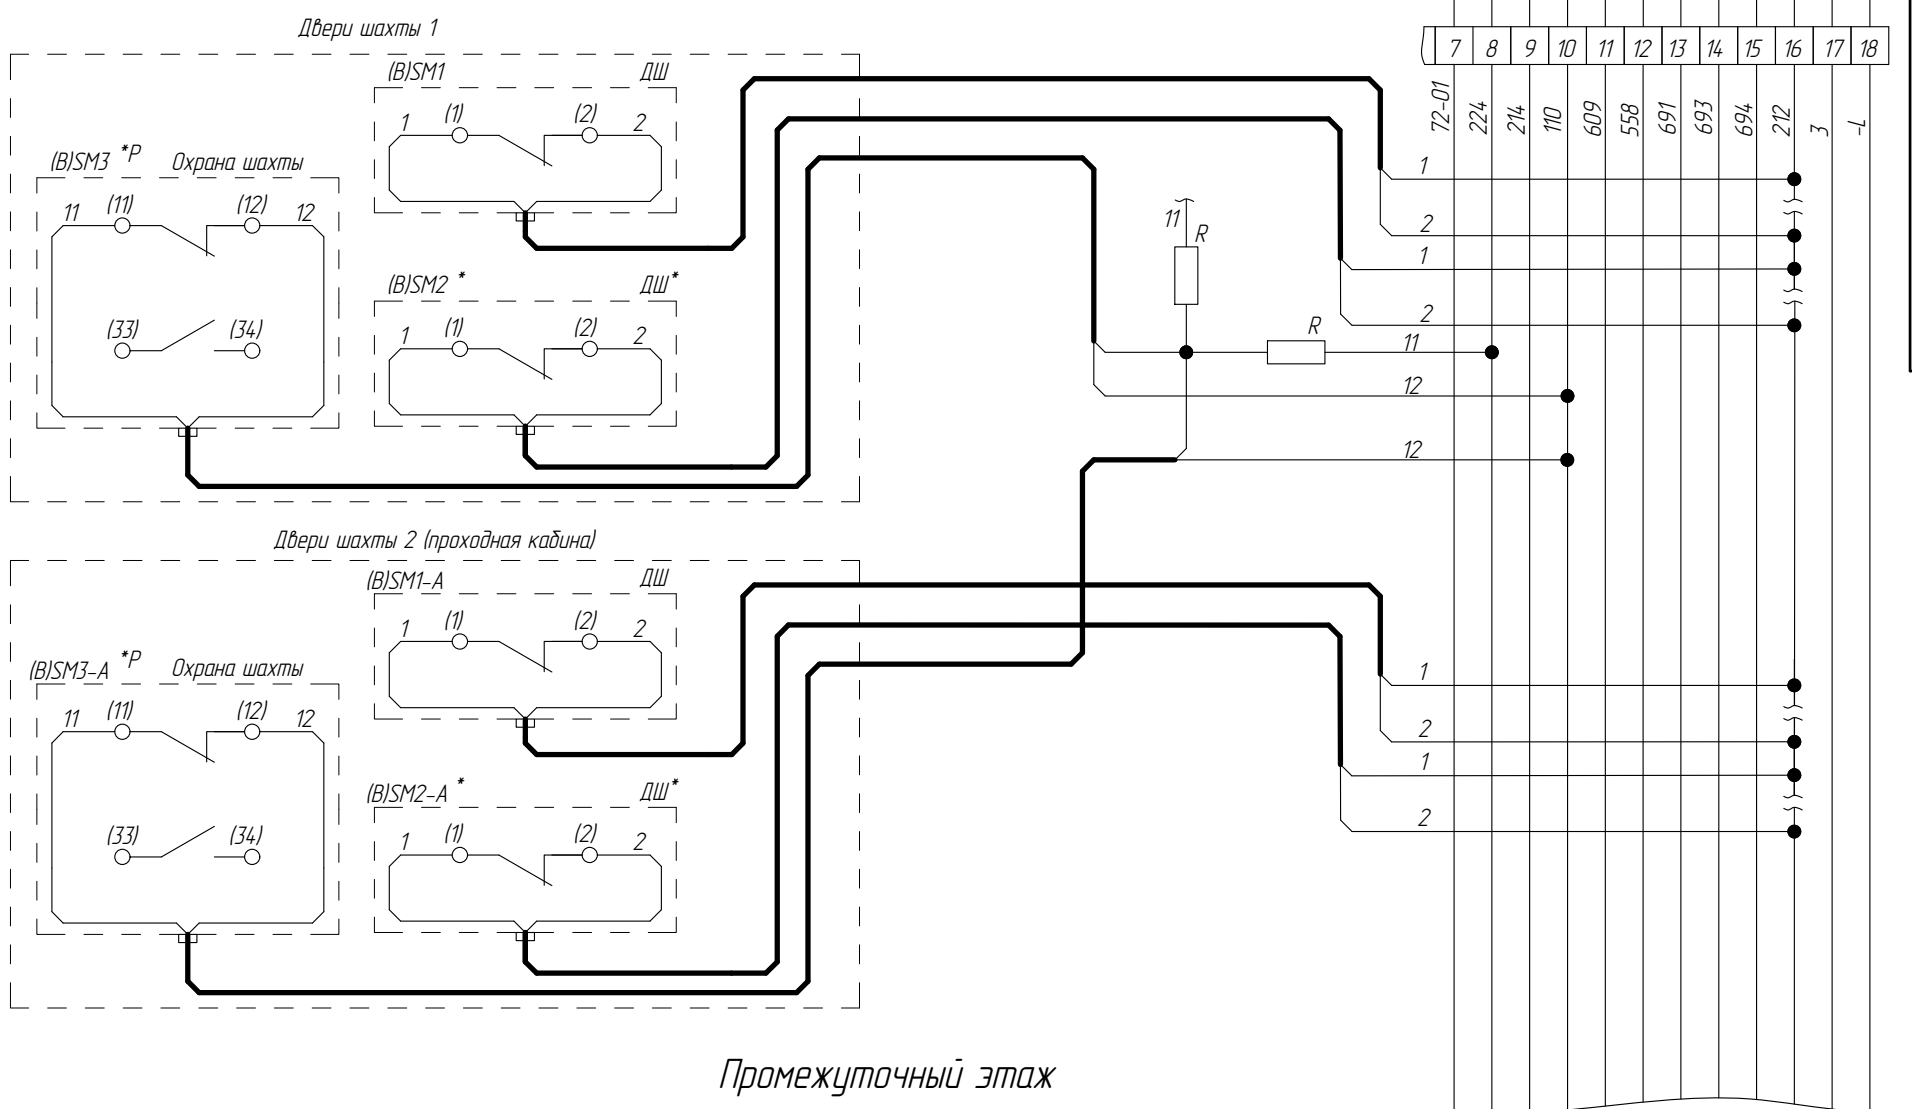 Двери шахты 1
7 8 9 10 11 12 13 14 15 16 17 18
72-01 224 214 110 609 558 691 693 694 212 3 -L
(В)SM1 ДШ
1 (1) (2) 2
(В)SM3 *Р Охрана шахты
11 (11) (12) 12
(33) (34)
(В)SM2 * ДШ*
1 (1) (2) 2
1
2
1
2
11 R
R 11
12
12
Двери шахты 2 (проходная кабина)
(В)SM1-А ДШ
1 (1) (2) 2
(В)SM3-А *Р Охрана шахты
11 (11) (12) 12
(33) (34)
(В)SM2-А * ДШ*
1 (1) (2) 2
1
2
1
2
Промежуточный этаж